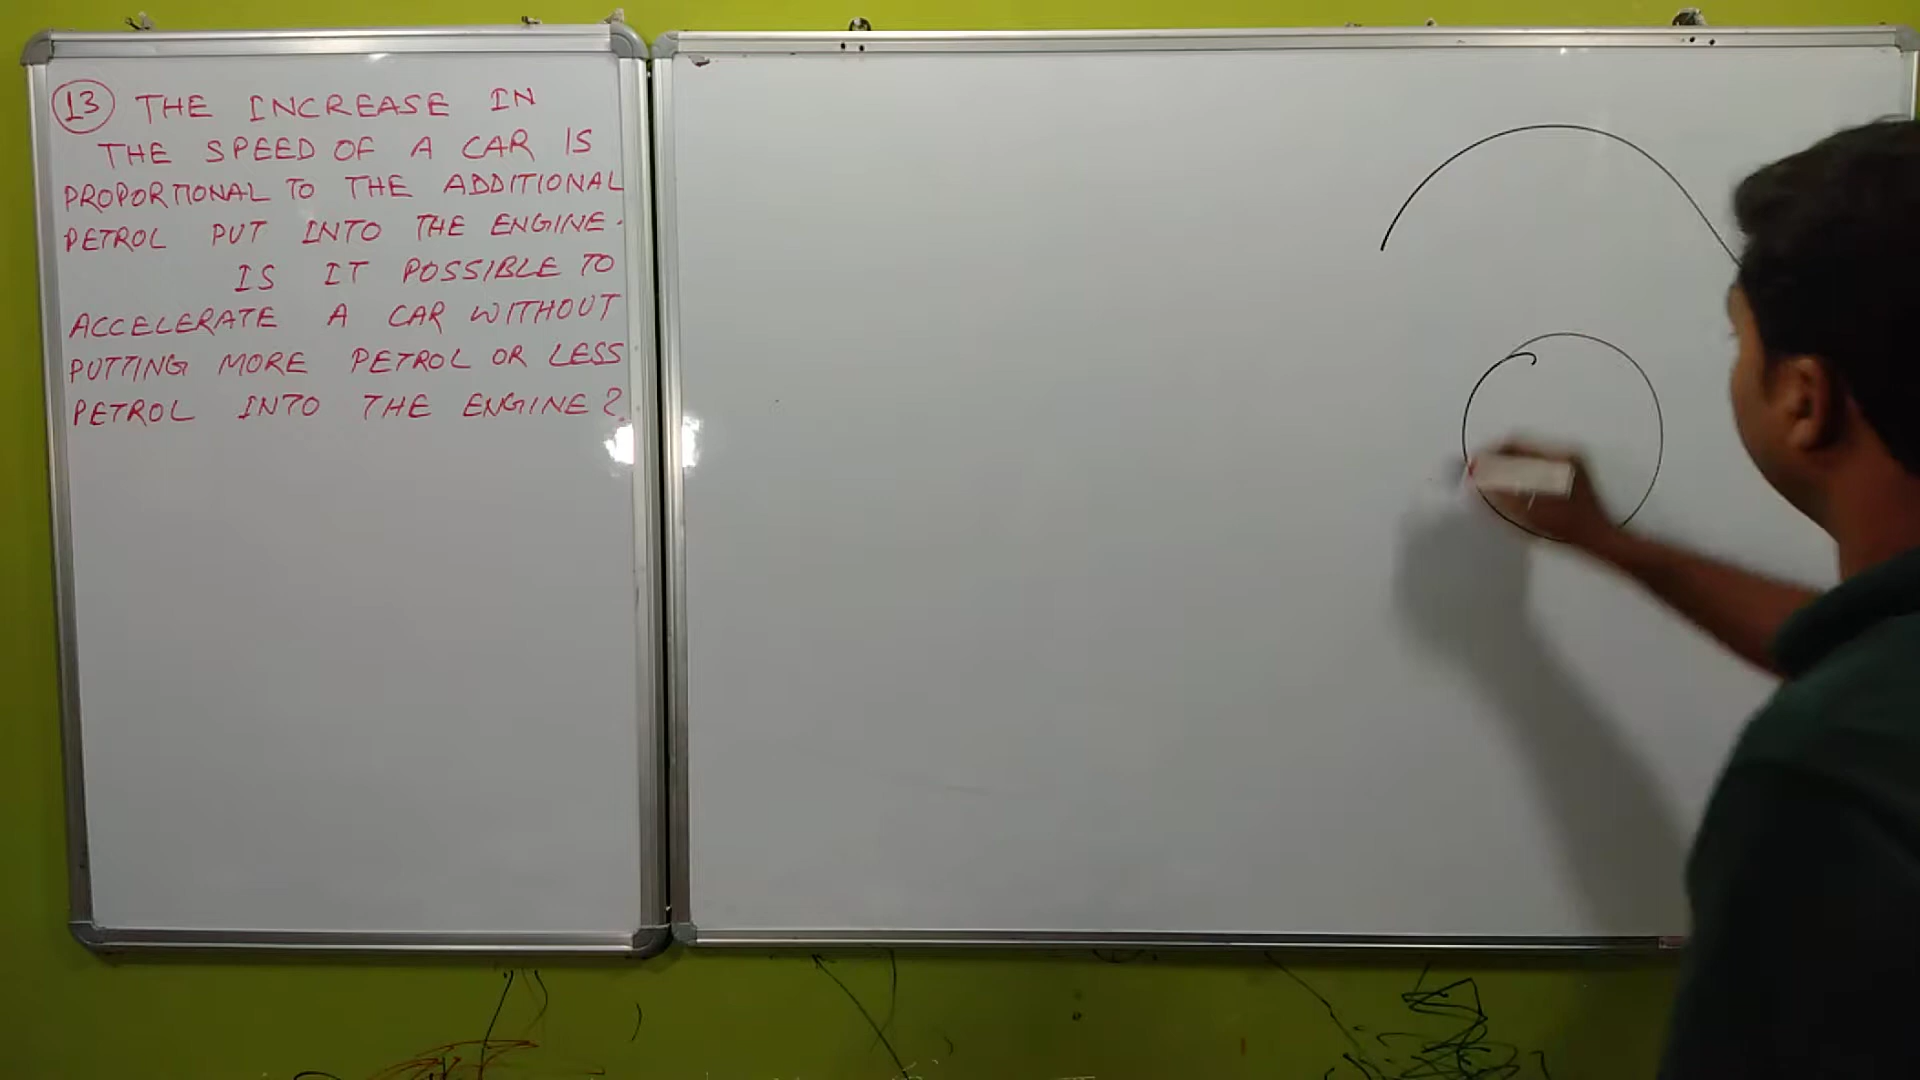 13 THE INCREASE IN
THE SPEED OF A CAR IS
PROPORTIONAL TO THE ADDITIONAL
PETROL PUT INTO THE ENGINE.
IS IT POSSIBLE TO
ACCELERATE A CAR WITHOUT
PUTTING MORE PETROL OR LESS
PETROL INTO THE ENGINE?